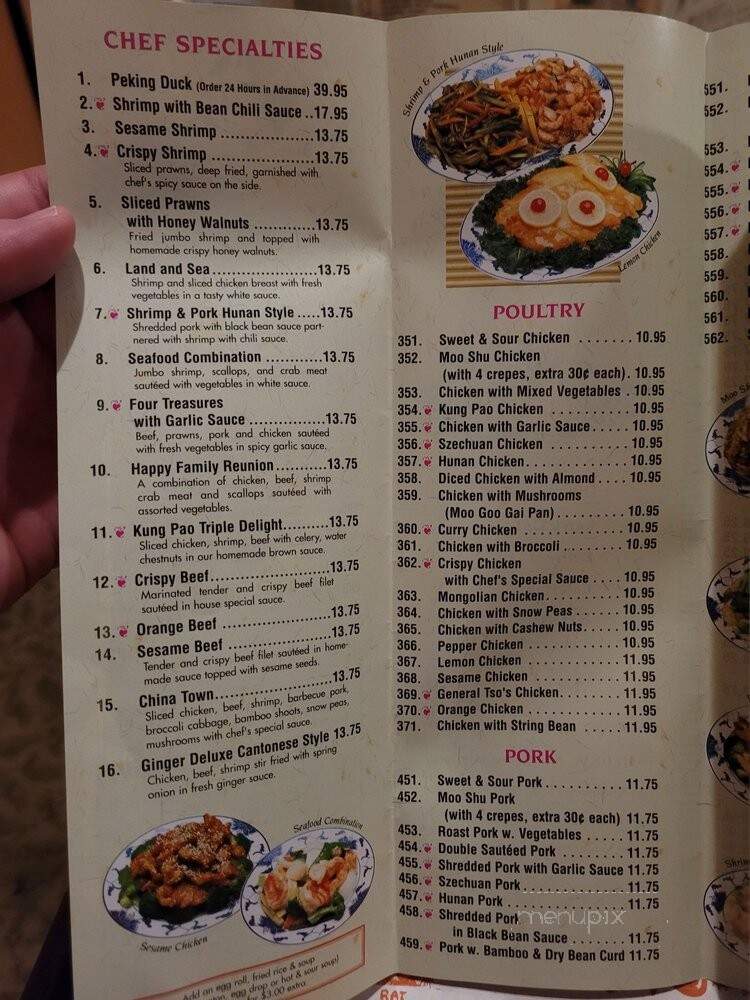 CHEF SPECIALTIES
1. Peking Duck (Order 24 Hours in Advance) 39.95
2. Shrimp with Bean Chili Sauce ..17.95
3. Sesame Shrimp .................13.75
4. Crispy Shrimp ...................13.75
Sliced prawns, deep fried, garnished with
chef's spicy sauce on the side.
5. Sliced Prawns
with Honey Walnuts ............13.75
Fried jumbo shrimp and topped with
homemade crispy honey walnuts.
6. Land and Sea.....................13.75
Shrimp and sliced chicken breast with fresh
vegetables in a tasty white sauce.
7. Shrimp & Pork Hunan Style .....13.75
Shredded pork with black bean sauce part-
nered with shrimp with chili sauce.
8. Seafood Combination ............13.75
Jumbo shrimp, scallops, and crab meat
sautéed with vegetables in white sauce.
9. Four Treasures
with Garlic Sauce ...............13.75
Beef, prawns, pork and chicken sautéed
with fresh vegetables in spicy garlic sauce.
10. Happy Family Reunion...........13.75
A combination of chicken, beef, shrimp
crab meat and scallops sautéed with
assorted vegetables.
11. Kung Pao Triple Delight..........13.75
Sliced chicken, shrimp, beef with celery, water
chestnuts in our homemade brown sauce.
12. Crispy Beef.......................13.75
Marinated tender and crispy beef filet
sautéed in house special sauce.
13. Orange Beef .....................13.75
14. Sesame Beef .....................13.75
Tender and crispy beef filet sautéed in home-
made sauce topped with sesame seeds.
15. China Town.......................13.75
Sliced chicken, beef, shrimp, barbecue pork,
broccoli cabbage, bamboo shoots, snow peas,
mushrooms with chef's special sauce.
16. Ginger Deluxe Cantonese Style 13.75
Chicken, beef, shrimp stir fried with spring
onion in fresh ginger sauce.
Seafood Combination
Sesame Chicken
Add an egg roll, fried rice & soup
egg drop or hot & sour soup)
for $3.00 extra
Shrimp & Pork Hunan Style
Lemon Chicken
POULTRY
351. Sweet & Sour Chicken ....... 10.95
352. Moo Shu Chicken
(with 4 crepes, extra 30¢ each). 10.95
353. Chicken with Mixed Vegetables . 10.95
354. Kung Pao Chicken .......... 10.95
355. Chicken with Garlic Sauce..... 10.95
356. Szechuan Chicken .......... 10.95
357. Hunan Chicken............. 10.95
358. Diced Chicken with Almond .... 10.95
359. Chicken with Mushrooms
(Moo Goo Gai Pan)......... 10.95
360. Curry Chicken ............. 10.95
361. Chicken with Broccoli........ 10.95
362. Crispy Chicken
with Chef's Special Sauce .... 10.95
363. Mongolian Chicken.......... 10.95
364. Chicken with Snow Peas ...... 10.95
365. Chicken with Cashew Nuts..... 10.95
366. Pepper Chicken ............ 10.95
367. Lemon Chicken ............ 11.95
368. Sesame Chicken ........... 11.95
369. General Tso's Chicken........ 11.95
370. Orange Chicken ............ 11.95
371. Chicken with String Bean ..... 11.95
PORK
451. Sweet & Sour Pork.......... 11.75
452. Moo Shu Pork
(with 4 crepes, extra 30¢ each) 11.75
453. Roast Pork w. Vegetables ..... 11.75
454. Double Sautéed Pork ........ 11.75
455. Shredded Pork with Garlic Sauce 11.75
456. Szechuan Pork............. 11.75
457. Hunan Pork ............... 11.75
458. Shredded Pork
in Black Bean Sauce ........ 11.75
459. Pork w. Bamboo & Dry Bean Curd 11.75
menupix
551.
552.
553.
554.
555.
556.
557.
558.
559.
560.
561.
562.